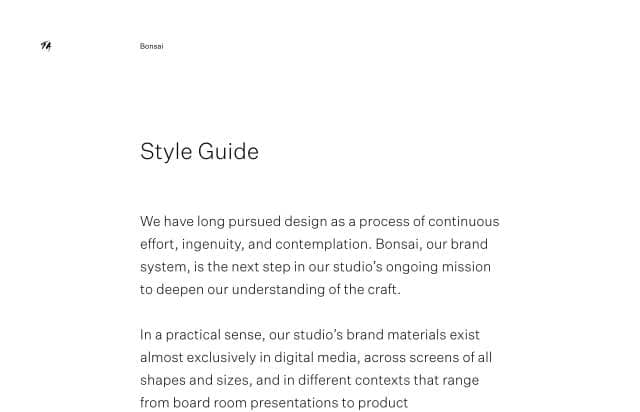 Bonsai
Style Guide
We have long pursued design as a process of continuous
effort, ingenuity, and contemplation. Bonsai, our brand
system, is the next step in our studio’s ongoing mission
to deepen our understanding of the craft.
In a practical sense, our studio’s brand materials exist
almost exclusively in digital media, across screens of all
shapes and sizes, and in different contexts that range
from board room presentations to product